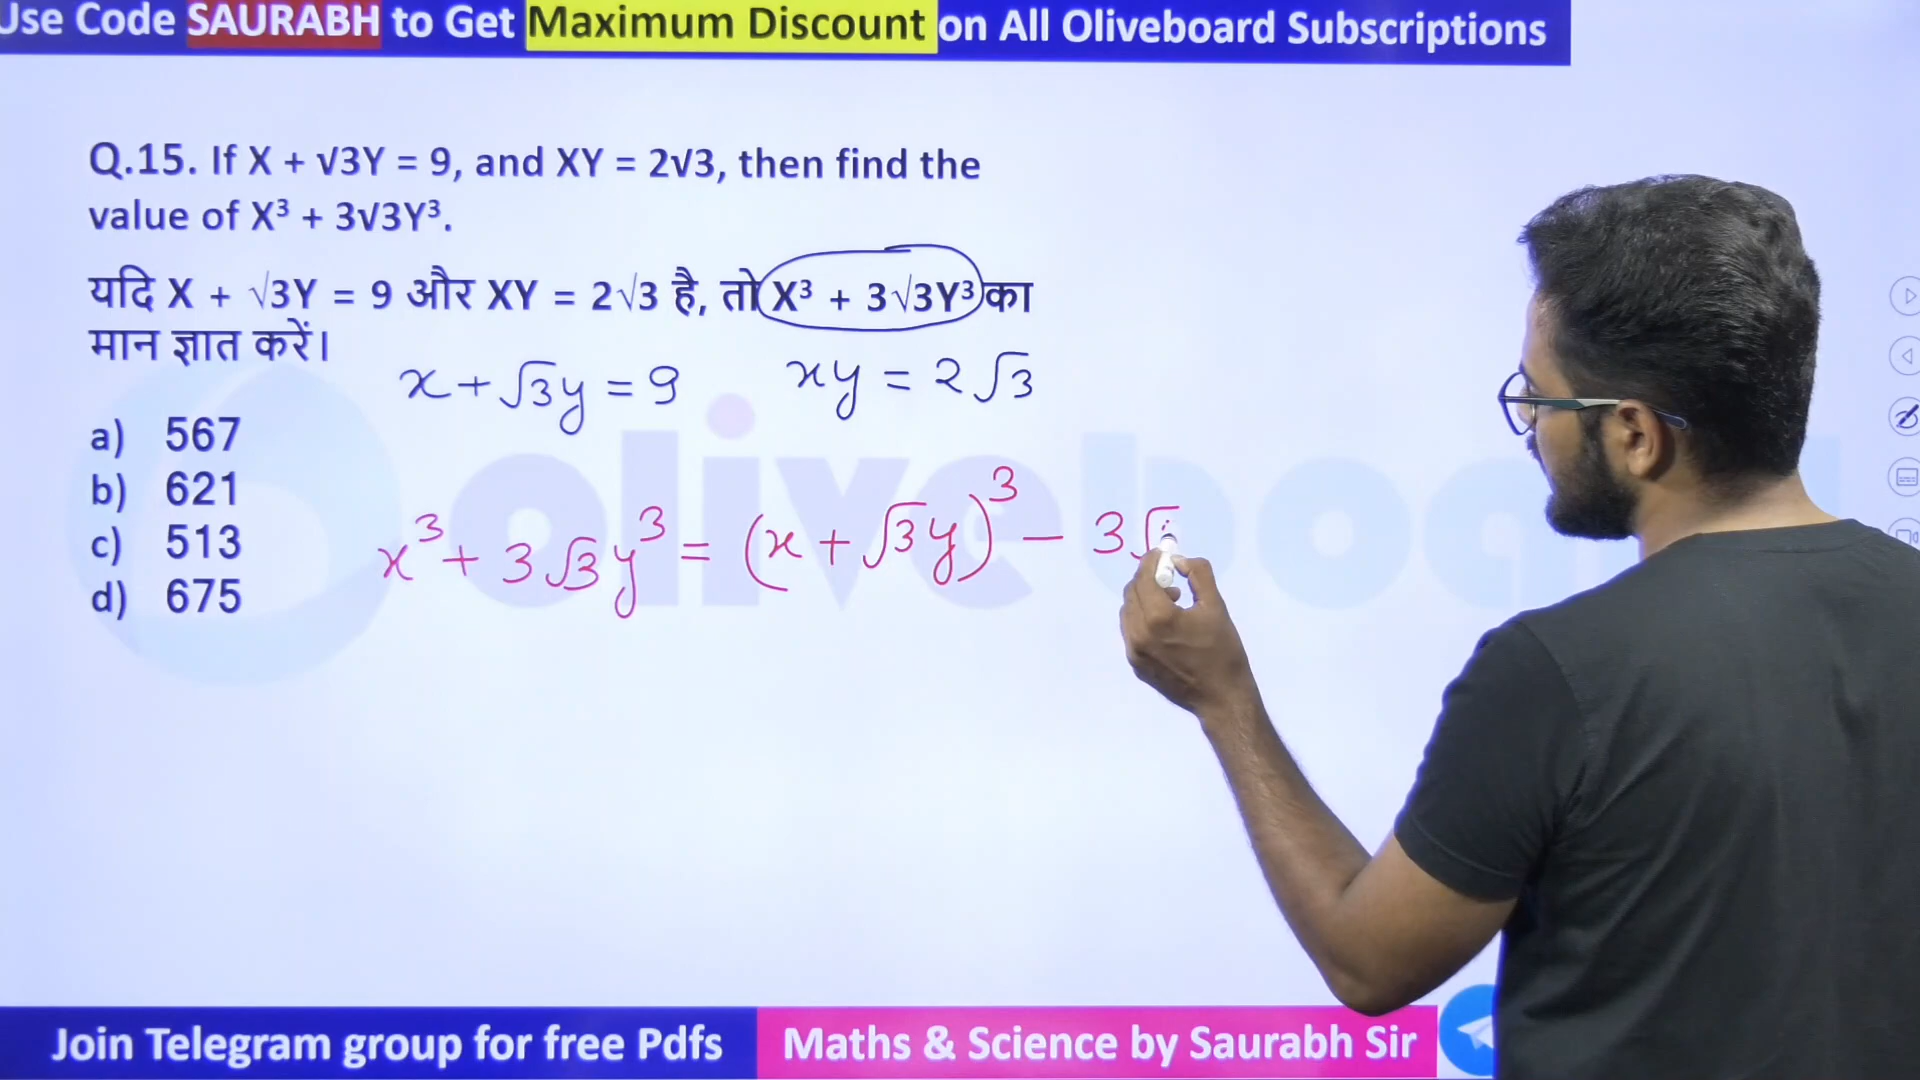 Use Code SAURABH to Get Maximum Discount on All Oliveboard Subscriptions
Q.15. If X + √3Y = 9, and XY = 2√3, then find the
value of X³ + 3√3Y³.
यदि X + √3Y = 9 और XY = 2√3 है, तो X³ + 3√3Y³ का
मान ज्ञात करें।
x + √3y = 9 xy = 2√3
a) 567
b) 621
c) 513
d) 675
x³ + 3√3y³ = (x + √3y)³ - 3√
olive
Join Telegram group for free Pdfs Maths & Science by Saurabh Sir